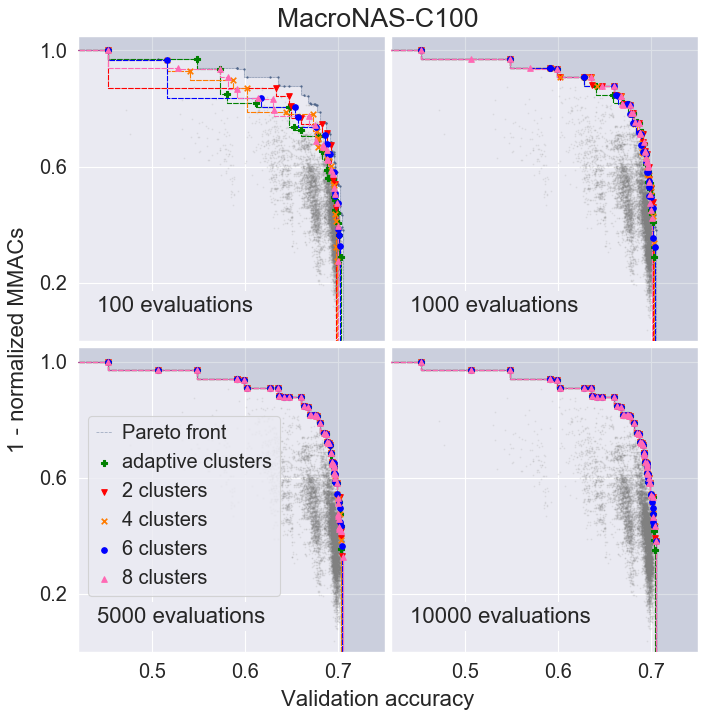 MacroNAS-C100
1 - normalized MMACs
1.0
0.6
0.2
100 evaluations
1000 evaluations
1.0
0.6
0.2
Pareto front
adaptive clusters
2 clusters
4 clusters
6 clusters
8 clusters
5000 evaluations
10000 evaluations
0.5 0.6 0.7
0.5 0.6 0.7
Validation accuracy